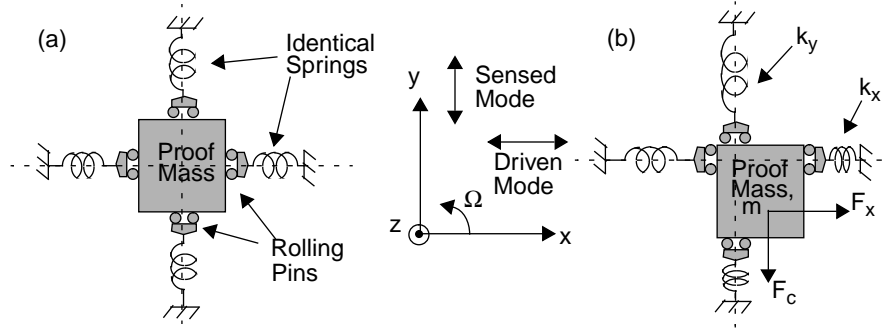 (a)
Identical
Springs
Proof
Mass
Rolling
Pins
y
Sensed
Mode
Driven
Mode
Ω
z
x
(b)
k_y
k_x
Proof
Mass,
m
F_x
F_c